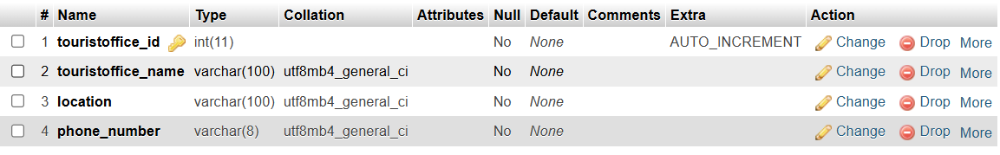 # Name Type Collation Attributes Null Default Comments Extra Action
1 touristoffice_id int(11) No None AUTO_INCREMENT Change Drop More
2 touristoffice_name varchar(100) utf8mb4_general_ci No None Change Drop More
3 location varchar(100) utf8mb4_general_ci No None Change Drop More
4 phone_number varchar(8) utf8mb4_general_ci No None Change Drop More